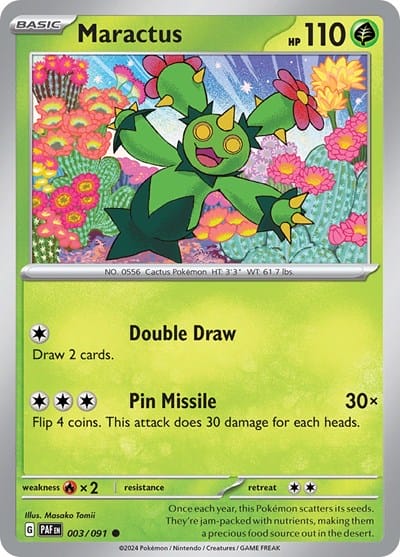 BASIC
Maractus
HP 110
NO. 0556 Cactus Pokémon HT: 3'3" WT: 61.7 lbs.
Double Draw
Draw 2 cards.
Pin Missile 30×
Flip 4 coins. This attack does 30 damage for each heads.
weakness ×2 resistance retreat
Illus. Masako Tomii
Once each year, this Pokémon scatters its seeds.
They're jam-packed with nutrients, making them
a precious food source out in the desert.
G PAF EN 003/091
©2024 Pokémon / Nintendo / Creatures / GAME FREAK